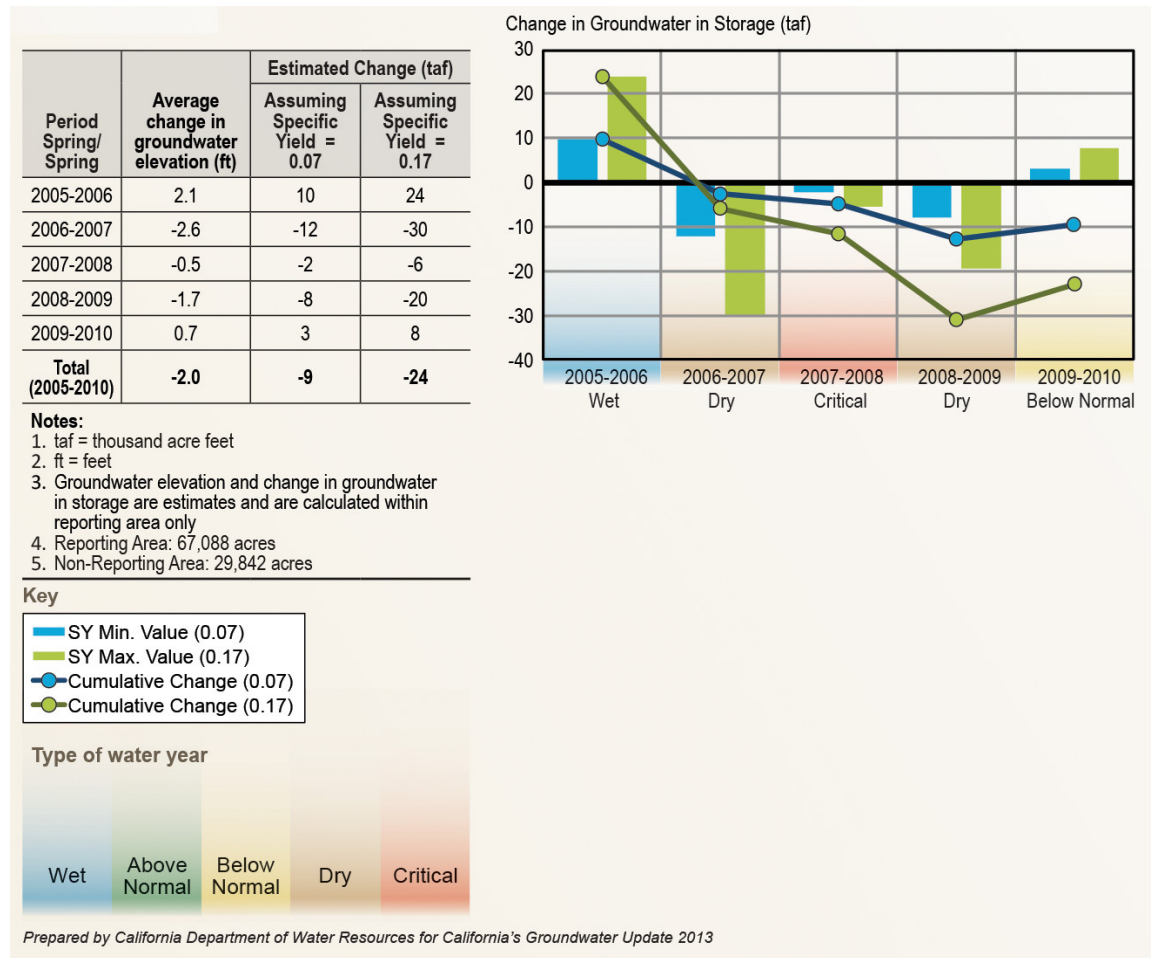 Estimated Change (taf)
Period Spring/ Spring
Average change in groundwater elevation (ft)
Assuming Specific Yield = 0.07
Assuming Specific Yield = 0.17
2005-2006 2.1 10 24
2006-2007 -2.6 -12 -30
2007-2008 -0.5 -2 -6
2008-2009 -1.7 -8 -20
2009-2010 0.7 3 8
Total (2005-2010) -2.0 -9 -24
Notes:
1. taf = thousand acre feet
2. ft = feet
3. Groundwater elevation and change in groundwater
in storage are estimates and are calculated within
reporting area only
4. Reporting Area: 67,088 acres
5. Non-Reporting Area: 29,842 acres
Key
SY Min. Value (0.07)
SY Max. Value (0.17)
Cumulative Change (0.07)
Cumulative Change (0.17)
Type of water year
Wet
Above Normal
Below Normal
Dry
Critical
Change in Groundwater in Storage (taf)
30
20
10
0
-10
-20
-30
-40
2005-2006 2006-2007 2007-2008 2008-2009 2009-2010
Wet Dry Critical Dry Below Normal
Prepared by California Department of Water Resources for California's Groundwater Update 2013